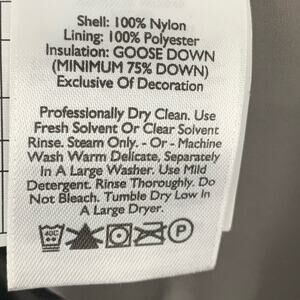 Shell: 100% Nylon
Lining: 100% Polyester
Insulation: GOOSE DOWN
(MINIMUM 75% DOWN)
Exclusive Of Decoration
Professionally Dry Clean. Use
Fresh Solvent Or Clear Solvent
Rinse. Steam Only. - Or - Machine
Wash Warm Delicate, Separately
In A Large Washer. Use Mild
Detergent. Rinse Thoroughly. Do
Not Bleach. Tumble Dry Low In
A Large Dryer.
40C P